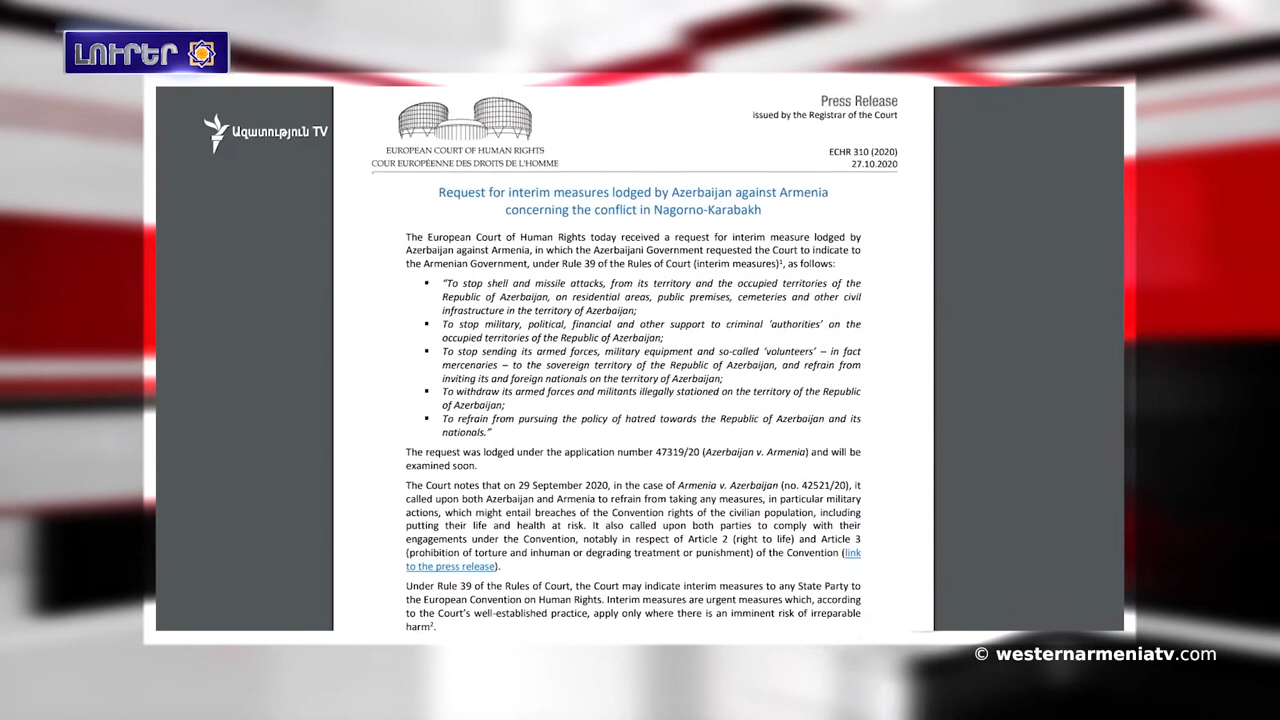 ԼՈՒՐԵՐ
Ազատություն TV
EUROPEAN COURT OF HUMAN RIGHTS
COUR EUROPÉENNE DES DROITS DE L'HOMME
Press Release
issued by the Registrar of the Court
ECHR 310 (2020)
27.10.2020
Request for interim measures lodged by Azerbaijan against Armenia
concerning the conflict in Nagorno-Karabakh
The European Court of Human Rights today received a request for interim measure lodged by
Azerbaijan against Armenia, in which the Azerbaijani Government requested the Court to indicate to
the Armenian Government, under Rule 39 of the Rules of Court (interim measures)¹, as follows:
▪ “To stop shell and missile attacks, from its territory and the occupied territories of the
Republic of Azerbaijan, on residential areas, public premises, cemeteries and other civil
infrastructure in the territory of Azerbaijan;
▪ To stop military, political, financial and other support to criminal ‘authorities’ on the
occupied territories of the Republic of Azerbaijan;
▪ To stop sending its armed forces, military equipment and so-called ‘volunteers’ – in fact
mercenaries – to the sovereign territory of the Republic of Azerbaijan, and refrain from
inviting its and foreign nationals on the territory of Azerbaijan;
▪ To withdraw its armed forces and militants illegally stationed on the territory of the Republic
of Azerbaijan;
▪ To refrain from pursuing the policy of hatred towards the Republic of Azerbaijan and its
nationals.”
The request was lodged under the application number 47319/20 (Azerbaijan v. Armenia) and will be
examined soon.
The Court notes that on 29 September 2020, in the case of Armenia v. Azerbaijan (no. 42521/20), it
called upon both Azerbaijan and Armenia to refrain from taking any measures, in particular military
actions, which might entail breaches of the Convention rights of the civilian population, including
putting their life and health at risk. It also called upon both parties to comply with their
engagements under the Convention, notably in respect of Article 2 (right to life) and Article 3
(prohibition of torture and inhuman or degrading treatment or punishment) of the Convention (link
to the press release).
Under Rule 39 of the Rules of Court, the Court may indicate interim measures to any State Party to
the European Convention on Human Rights. Interim measures are urgent measures which, according
to the Court's well-established practice, apply only where there is an imminent risk of irreparable
harm².
© westernarmeniatv.com